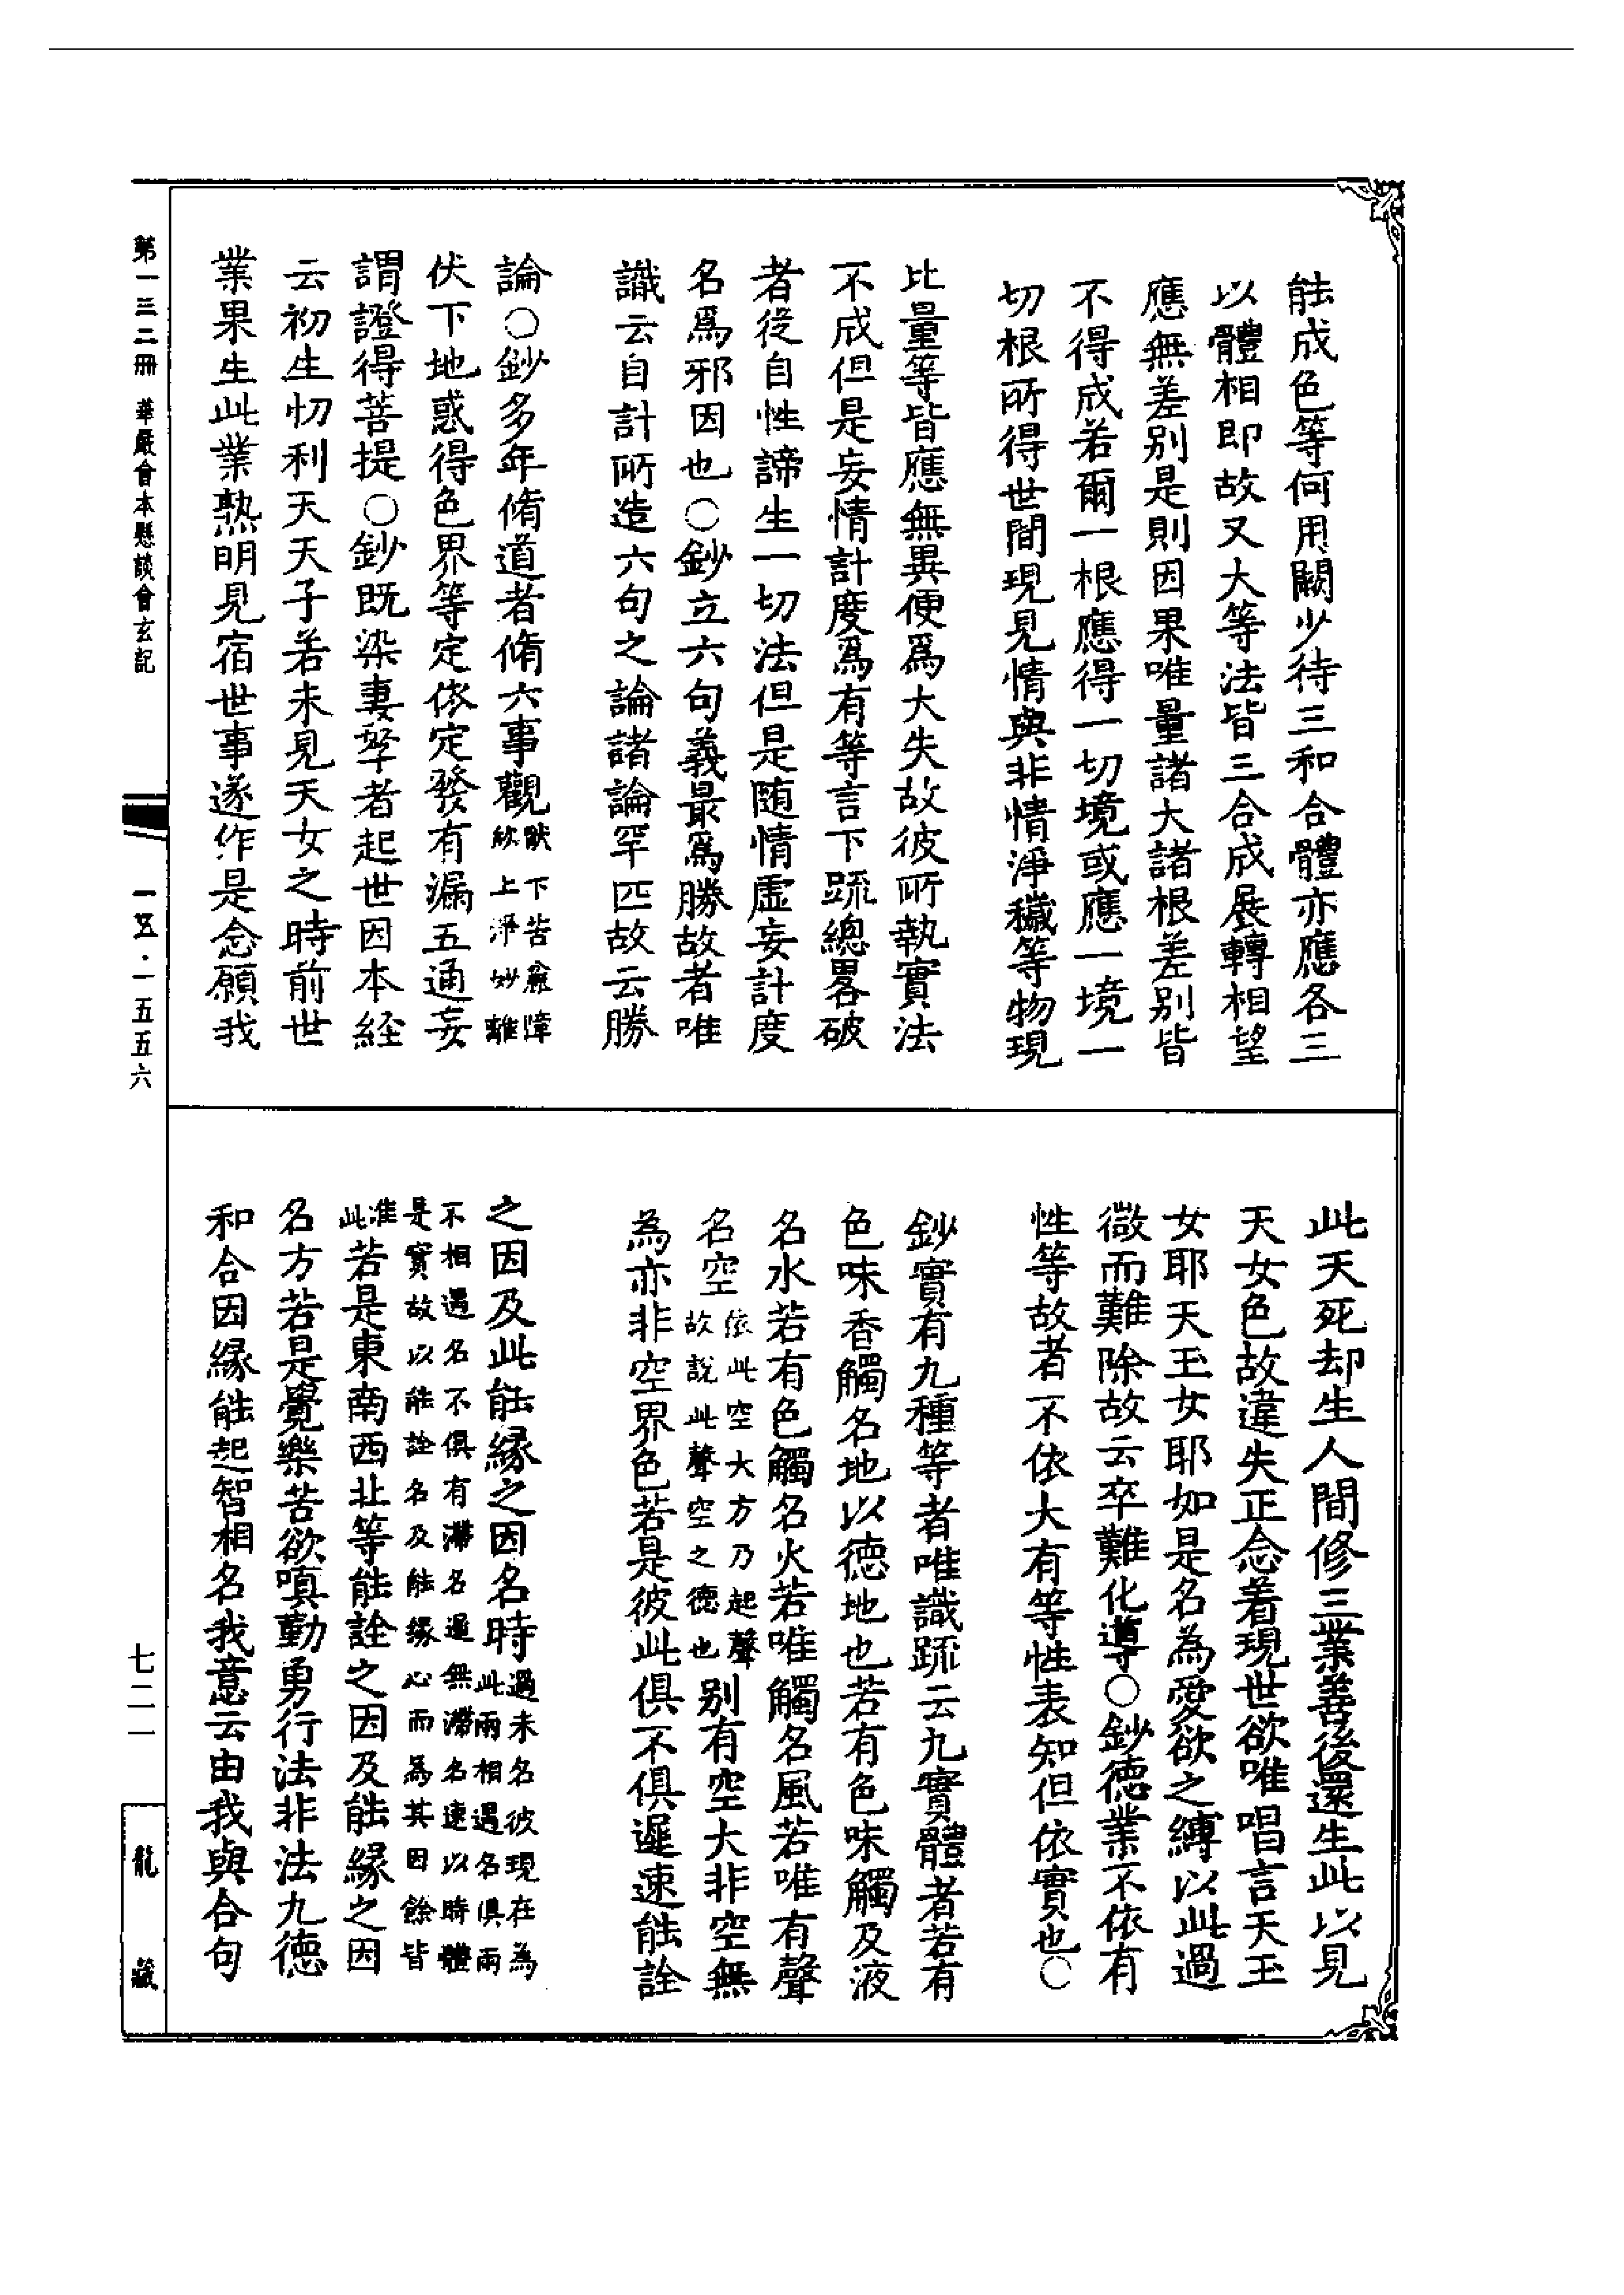 能成色等何用闕少待三和合體亦應各三
以體相即故又大等法皆三合成展轉相望
應無差别是則因果唯量諸大諸根差别皆
不得成若爾一根應得一切境或應一境一
切根所得世間現見情與非情淨穢等物現
比量等皆應無異便爲大失故彼所執實法
不成但是妄情計度爲有等言下䟽總畧破
者從自性諦生一切法但是随情虚妄計度
名爲邪因也○鈔立六句義最爲勝故者唯
識云自計所造六句之論諸論罕匹故云勝
論○鈔多年脩道者脩六事觀厭下苦麤障
欣上淨妙離
伏下地惑得色界等定依定發有漏五通妄
謂證得菩提○鈔既染妻孥者起世因本経
云初生忉利天天子若未見天女之時前世
業果生此業熟明見宿世事遂作是念願我
此天死却生人間修三業善後還生此以見
天女色故違失正念着現世欲唯唱言天玉
女耶天玉女耶如是名為愛欲之縛以此過
微而難除故云卒難化導○鈔德業不依有
性等故者不依大有等性表知但依實也○
鈔實有九種等者唯識䟽云九實體者若有
色味香觸名地以德地也若有色味觸及液
名水若有色觸名火若唯觸名風若唯有聲
名空依此空大方乃起聲
故說此聲空之德也别有空大非空無
為亦非空界色若是彼此俱不俱遲速能詮
之因及此能縁之因名時過未名彼現在為
此兩相遇名俱兩
不相遇名不俱有滯名遲無滯名速以時體
是實故以能詮名及能緣心而為其因餘皆
准
此若是東南西北等能詮之因及能緣之因
名方若是覺樂苦欲嗔勤勇行法非法九德
和合因緣能起智相名我意云由我與合句
第一三二冊 華嚴會本懸談會玄記
一五·一五五六
七二一
龍藏